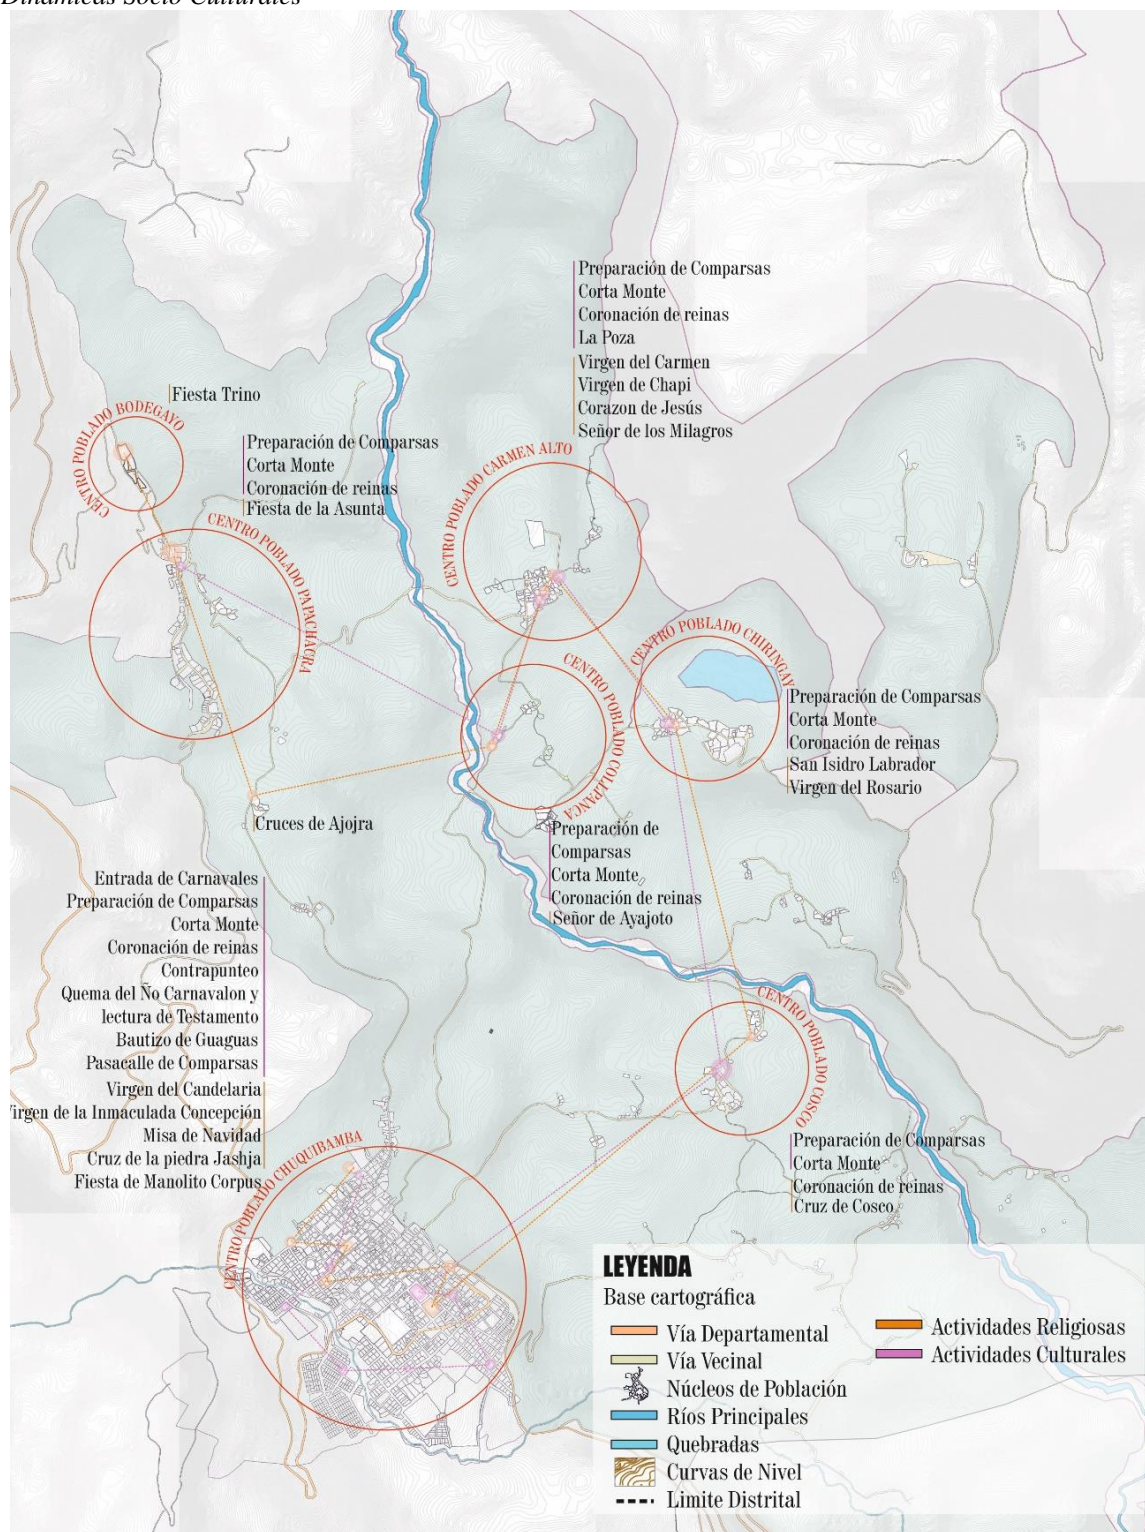 Dinámicas Socio-Culturales
Preparación de Comparsas
Corta Monte
Coronación de reinas
La Poza
Virgen del Carmen
Virgen de Chapi
Corazon de Jesús
Señor de los Milagros
Fiesta Trino
CENTRO POBLADO BODEGAYO
Preparación de Comparsas
Corta Monte
Coronación de reinas
Fiesta de la Asunta
CENTRO POBLADO CARMEN ALTO
CENTRO POBLADO PAPACHACRA
CENTRO POBLADO CHIRINGAY
CENTRO POBLADO COLLPANCA
Preparación de Comparsas
Corta Monte
Coronación de reinas
San Isidro Labrador
Virgen del Rosario
Cruces de Ajojra
Preparación de
Comparsas
Corta Monte
Coronación de reinas
Señor de Ayajoto
Entrada de Carnavales
Preparación de Comparsas
Corta Monte
Coronación de reinas
Contrapunteo
Quema del Ño Carnavalon y
lectura de Testamento
Bautizo de Guaguas
Pasacalle de Comparsas
Virgen del Candelaria
Virgen de la Inmaculada Concepción
Misa de Navidad
Cruz de la piedra Jashja
Fiesta de Manolito Corpus
CENTRO POBLADO COSCO
Preparación de Comparsas
Corta Monte
Coronación de reinas
Cruz de Cosco
CENTRO POBLADO CHUQUIBAMBA
LEYENDA
Base cartográfica
Vía Departamental
Vía Vecinal
Núcleos de Población
Ríos Principales
Quebradas
Curvas de Nivel
Limite Distrital
Actividades Religiosas
Actividades Culturales